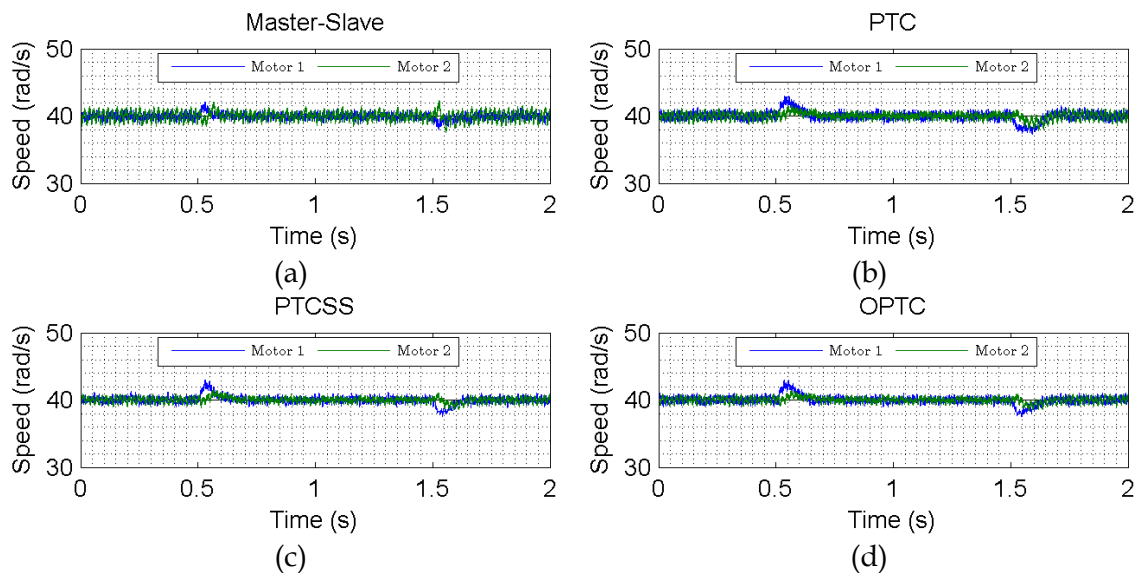 Master-Slave
50
40
30
Speed (rad/s)
Motor 1 Motor 2
0 0.5 1 1.5 2
Time (s)
(a)
PTC
50
40
30
Speed (rad/s)
Motor 1 Motor 2
0 0.5 1 1.5 2
Time (s)
(b)
PTCSS
50
40
30
Speed (rad/s)
Motor 1 Motor 2
0 0.5 1 1.5 2
Time (s)
(c)
OPTC
50
40
30
Speed (rad/s)
Motor 1 Motor 2
0 0.5 1 1.5 2
Time (s)
(d)